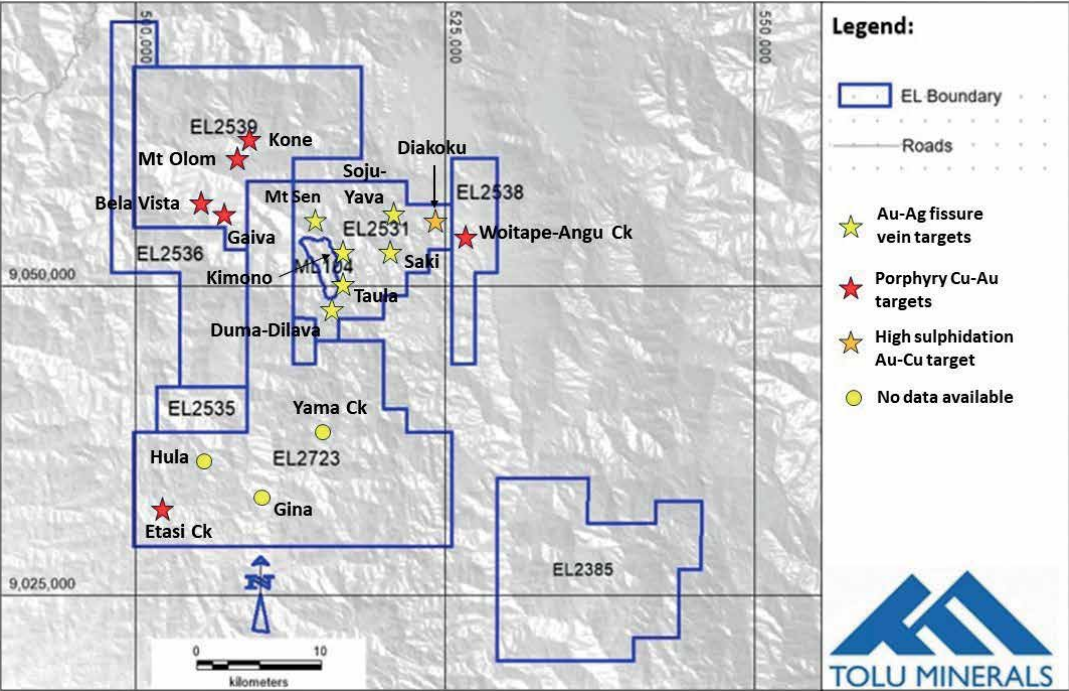 500,000
525,000
550,000
Legend:
EL Boundary
Roads
Au-Ag fissure
vein targets
Porphyry Cu-Au
targets
High sulphidation
Au-Cu target
No data available
EL2539
Kone
Mt Olom
Diakoku
Soju-
Yava
Bela Vista
Mt Sen
EL2538
Gaiva
EL2531
Woitape-Angu Ck
EL2536
Saki
ML104
Kimono
9,050,000
Taula
Duma-Dilava
EL2535
Yama Ck
Hula
EL2723
Gina
Etasi Ck
EL2385
N
9,025,000
0 10
kilometers
TOLU MINERALS